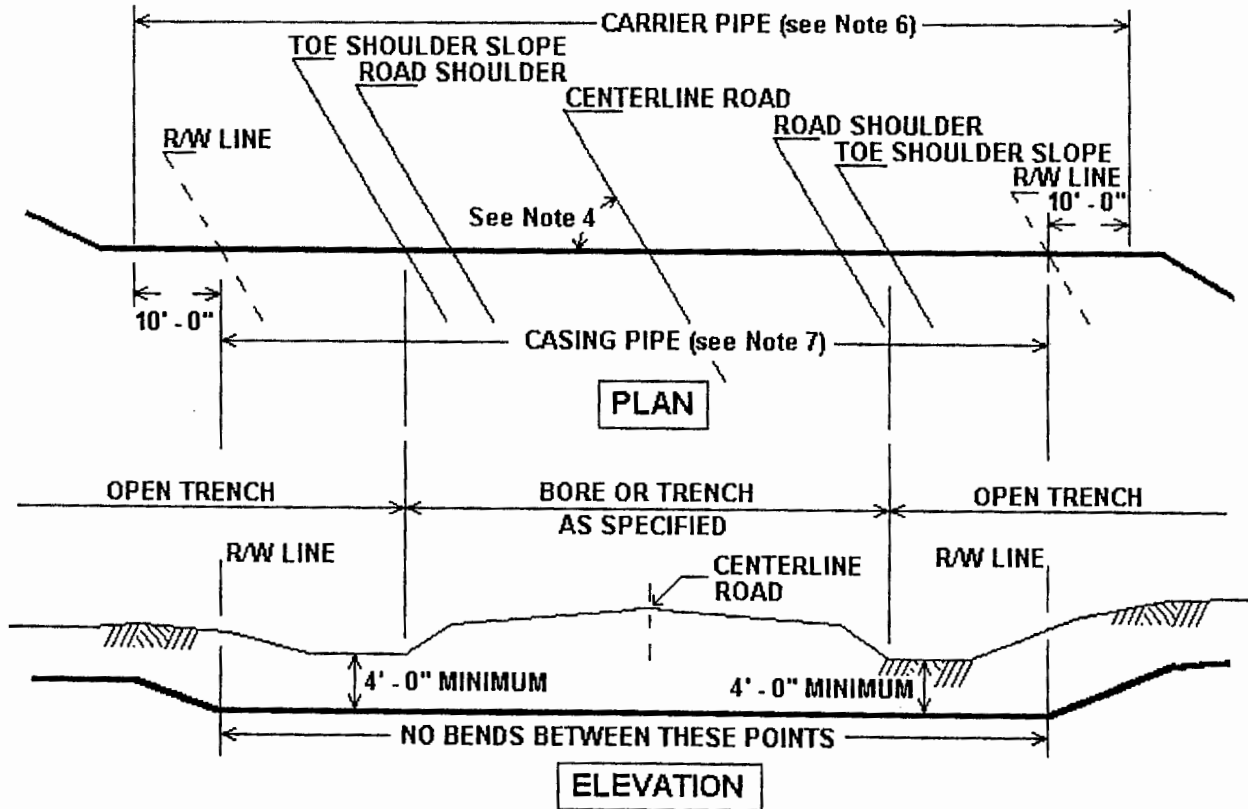 CARRIER PIPE (see Note 6)
TOE SHOULDER SLOPE
ROAD SHOULDER
CENTERLINE ROAD
R/W LINE
ROAD SHOULDER
TOE SHOULDER SLOPE
R/W LINE
10' - 0"
See Note 4
10' - 0"
CASING PIPE (see Note 7)
PLAN
OPEN TRENCH
BORE OR TRENCH
AS SPECIFIED
OPEN TRENCH
R/W LINE
CENTERLINE
ROAD
R/W LINE
4' - 0" MINIMUM
4' - 0" MINIMUM
NO BENDS BETWEEN THESE POINTS
ELEVATION